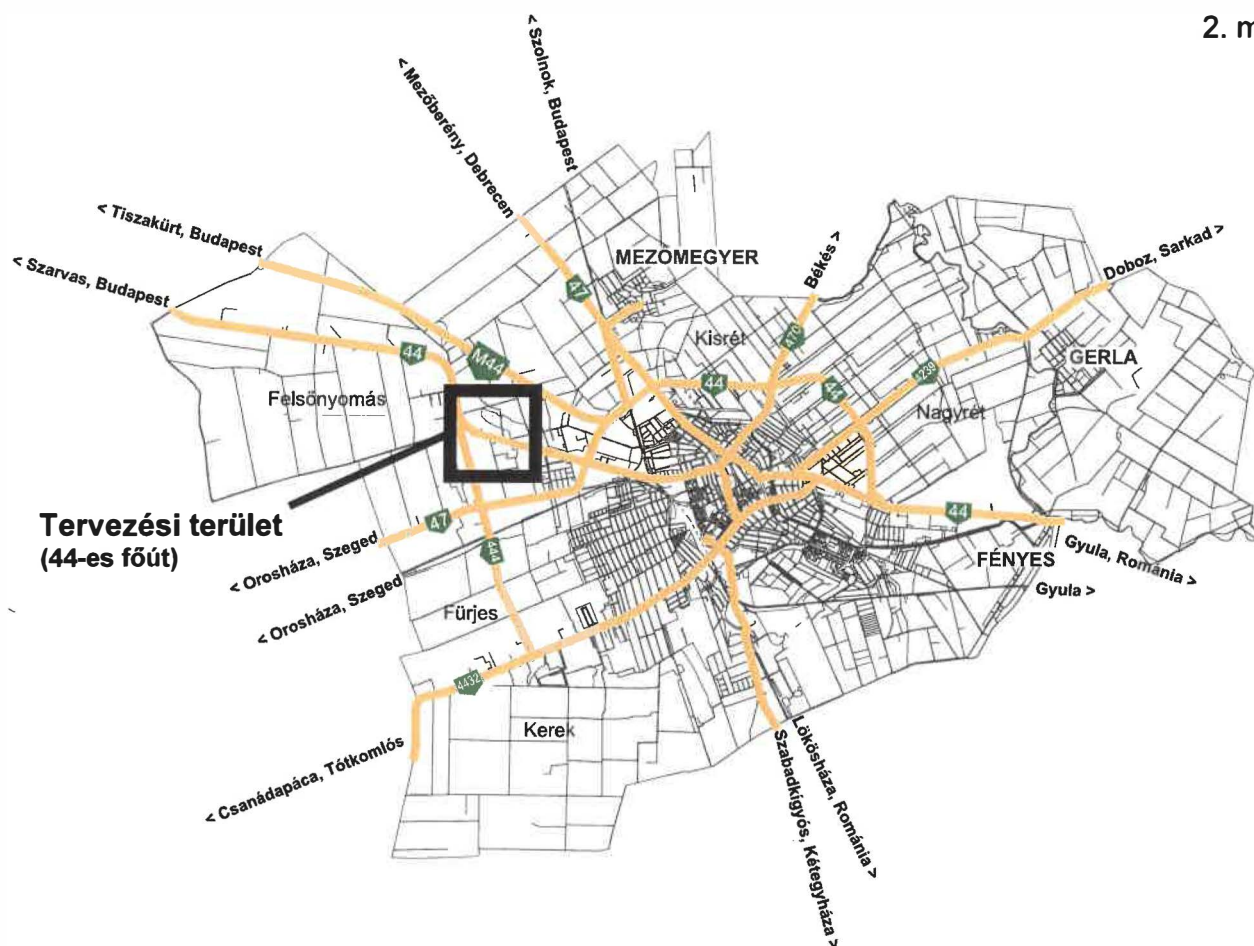 2. m
< Szolnok, Budapest
< Mezőberény, Debrecen
< Tiszakürt, Budapest
< Szarvas, Budapest
MEZŐMEGYER
Békés >
Doboz, Sarkad >
47
Kisrét
470
GERLA
44
M44
44
44
4239
Nagyrét
Felsőnyomás
Tervezési terület
(44-es főút)
47
444
44
< Orosháza, Szeged
< Orosháza, Szeged
FÉNYES
Gyula, Románia >
Gyula >
Fürjes
4432
Kerek
< Csanádapáca, Tótkomlós
Lökösháza, Románia >
Szabadkígyós, Kétegyháza >